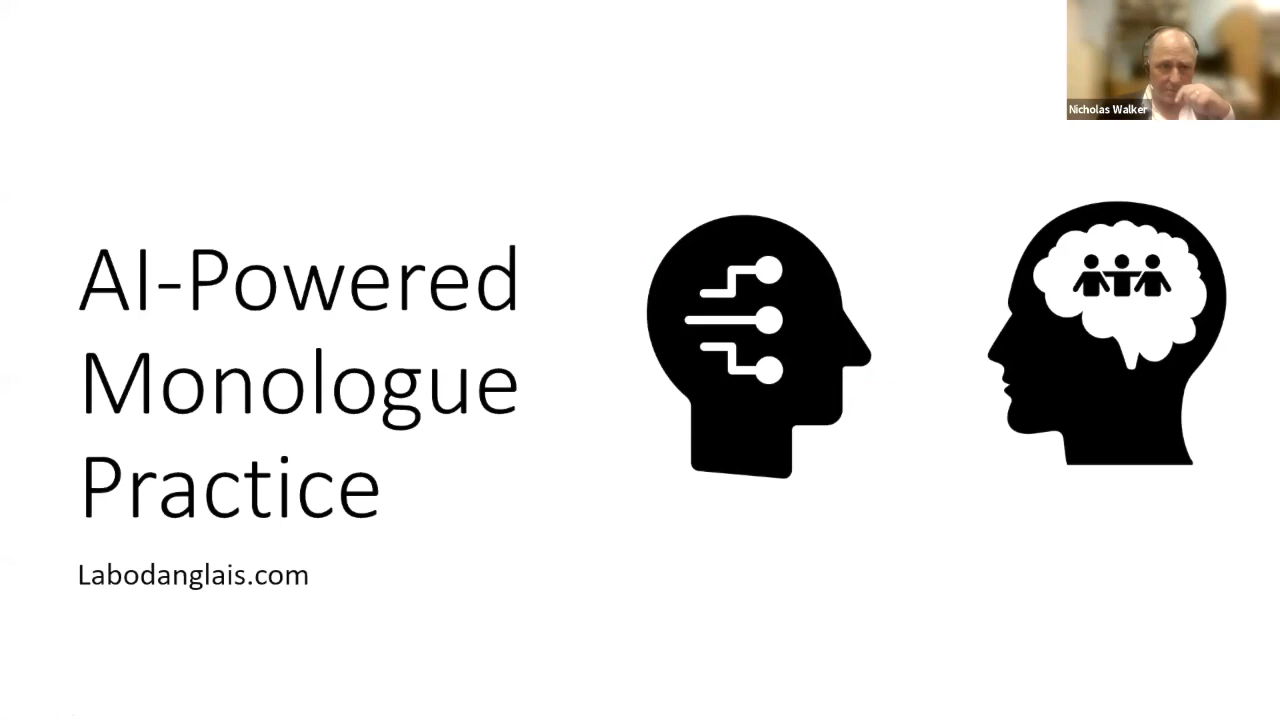 Nicholas Walker
AI-Powered
Monologue
Practice
Labodanglais.com